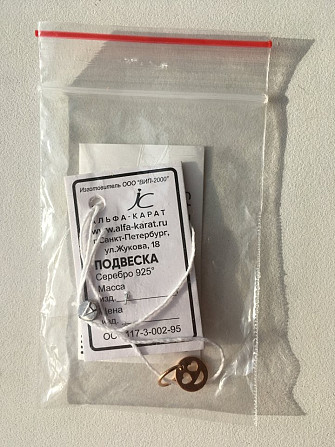 Изготовитель ООО "ВИП-2000"
АЛЬФА-КАРАТ
www.alfa-karat.ru
г.Санкт-Петербург,
ул.Жукова, 18
ПОДВЕСКА
Серебро 925°
Масса
изд.
Цена
изд.
117-3-002-95